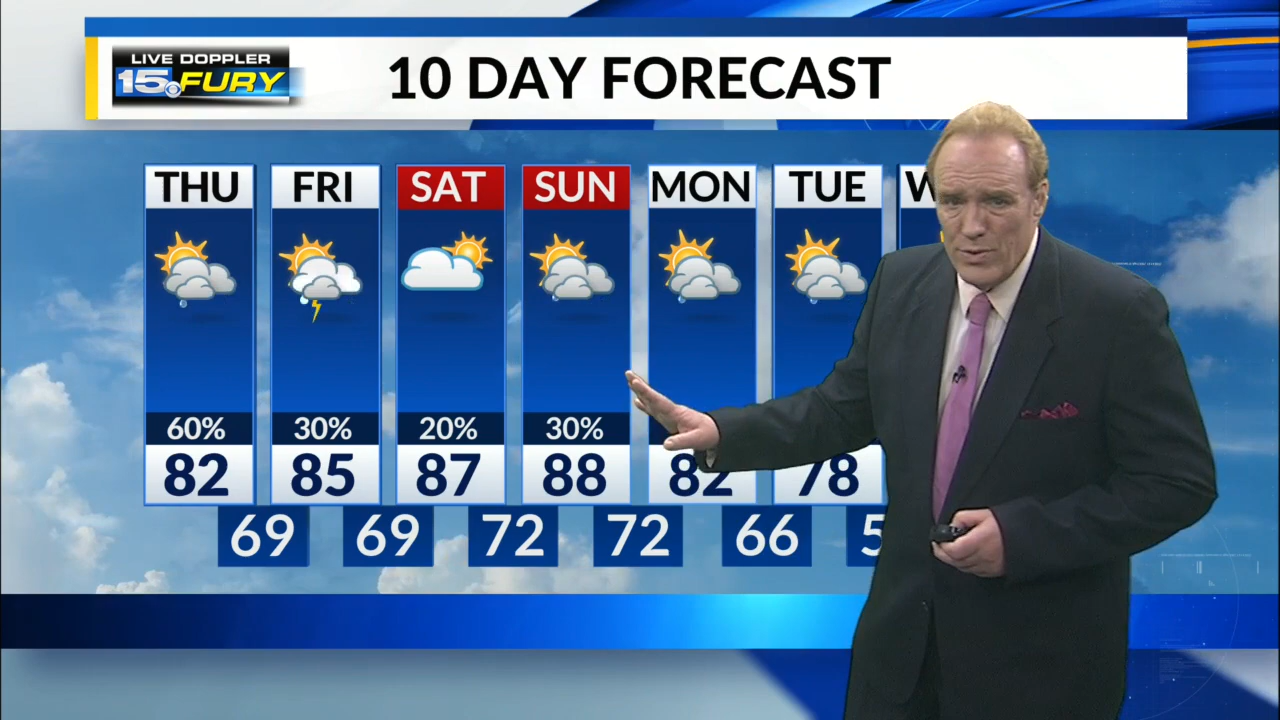 LIVE DOPPLER
15 FURY
10 DAY FORECAST
THU FRI SAT SUN MON TUE W
60% 30% 20% 30%
82 85 87 88 82 78
69 69 72 72 66 5